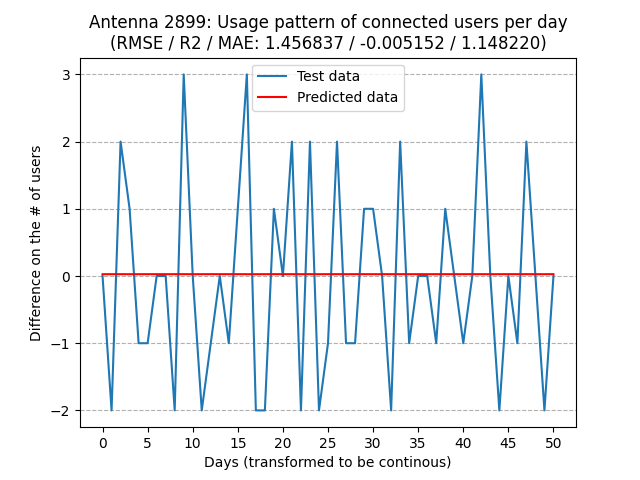 Antenna 2899: Usage pattern of connected users per day
(RMSE / R2 / MAE: 1.456837 / -0.005152 / 1.148220)
Test data
Predicted data
Difference on the # of users
3
2
1
0
−1
−2
0 5 10 15 20 25 30 35 40 45 50
Days (transformed to be continous)